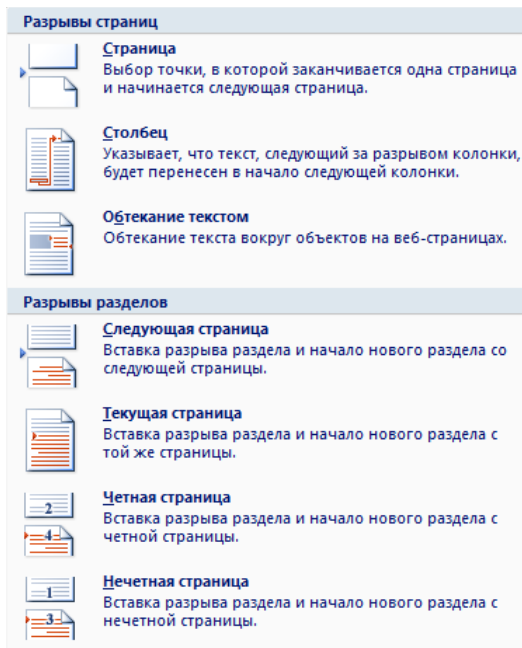 Разрывы страниц
Страница
Выбор точки, в которой заканчивается одна страница
и начинается следующая страница.
Столбец
Указывает, что текст, следующий за разрывом колонки,
будет перенесен в начало следующей колонки.
Обтекание текстом
Обтекание текста вокруг объектов на веб-страницах.
Разрывы разделов
Следующая страница
Вставка разрыва раздела и начало нового раздела со
следующей страницы.
Текущая страница
Вставка разрыва раздела и начало нового раздела с
той же страницы.
2
4
Четная страница
Вставка разрыва раздела и начало нового раздела с
четной страницы.
1
3
Нечетная страница
Вставка разрыва раздела и начало нового раздела с
нечетной страницы.